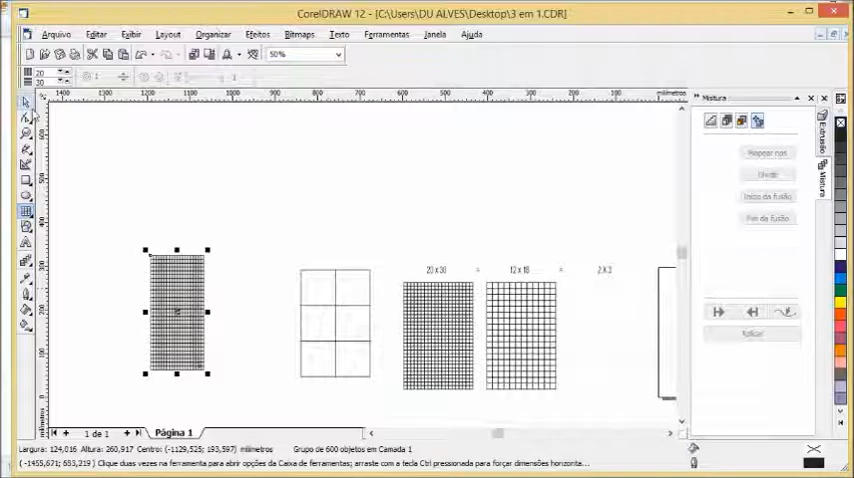 CorelDRAW 12 - [C:\Users\DU ALVES\Desktop\3 em 1.CDR]
Arquivo Editar Exibir Layout Organizar Efeitos Bitmaps Texto Ferramentas Janela Ajuda
50%
20
30
1400 1300 1200 1100 1000 900 800 700 600 500 400 300 200 100 milímetros
Mistura
Extrusão
Mistura
Mapear nós
Dividir
Início da fusão
Fim da fusão
20 x 30 = 12 x 18 = 2 X 3
Aplicar
milímetros
1 de 1 Página 1
Largura: 124,016 Altura: 260,917 Centro: (-1129,525; 193,597) milímetros Grupo de 600 objetos em Camada 1
(-1455,671; 683,219) Clique duas vezes na ferramenta para abrir opções da Caixa de ferramentas; arraste com a tecla Ctrl pressionada para forçar dimensões horizonta...